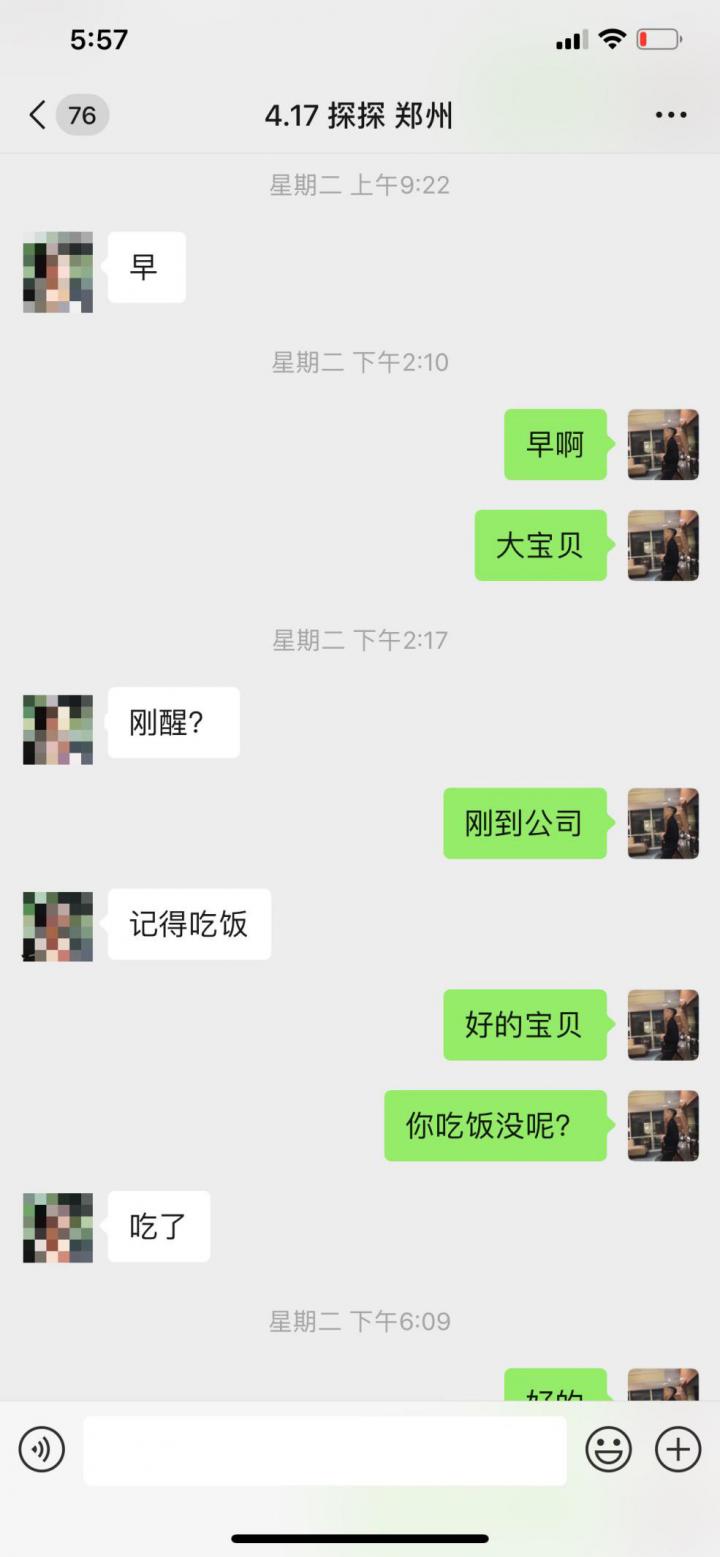 5:57
76
4.17 探探 郑州
星期二 上午9:22
早
星期二 下午2:10
早啊
大宝贝
星期二 下午2:17
刚醒?
刚到公司
记得吃饭
好的宝贝
你吃饭没呢?
吃了
星期二 下午6:09
好的